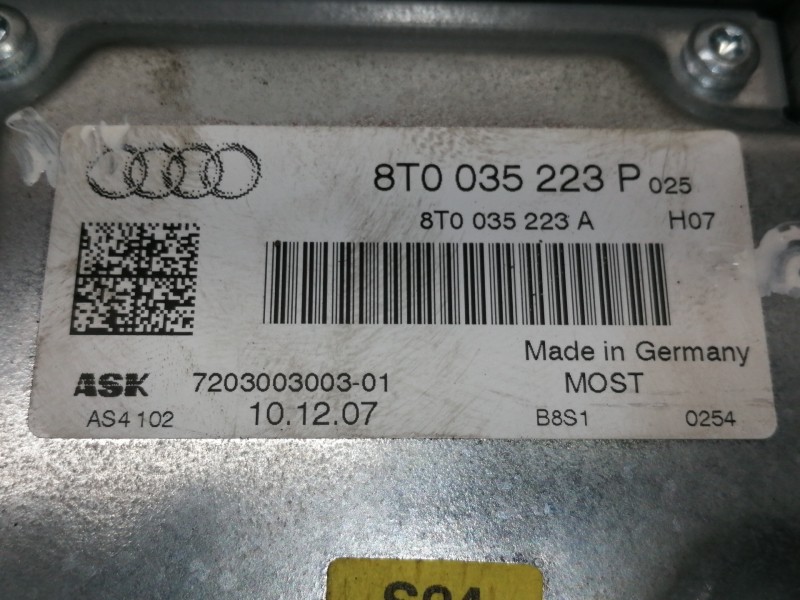 8T0 035 223 P 025
8T0 035 223 A H07
Made in Germany
ASK 7203003003-01 MOST
AS4 102 10.12.07 B8S1 0254